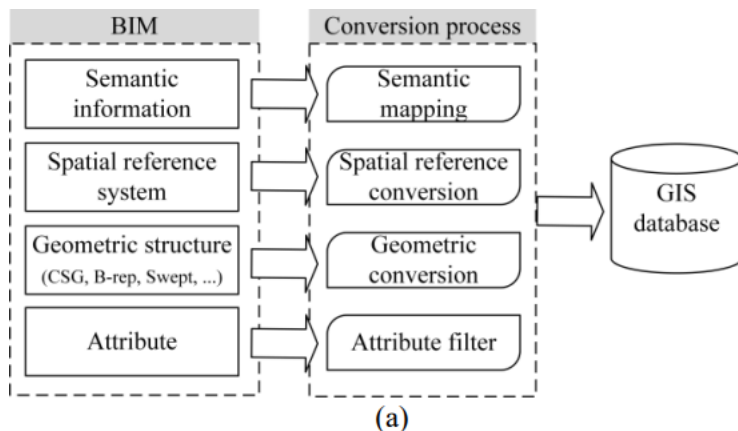 BIM
Conversion process
Semantic
information
Semantic
mapping
Spatial reference
system
Spatial reference
conversion
GIS
database
Geometric structure
(CSG, B-rep, Swept, ...)
Geometric
conversion
Attribute
Attribute filter
(a)